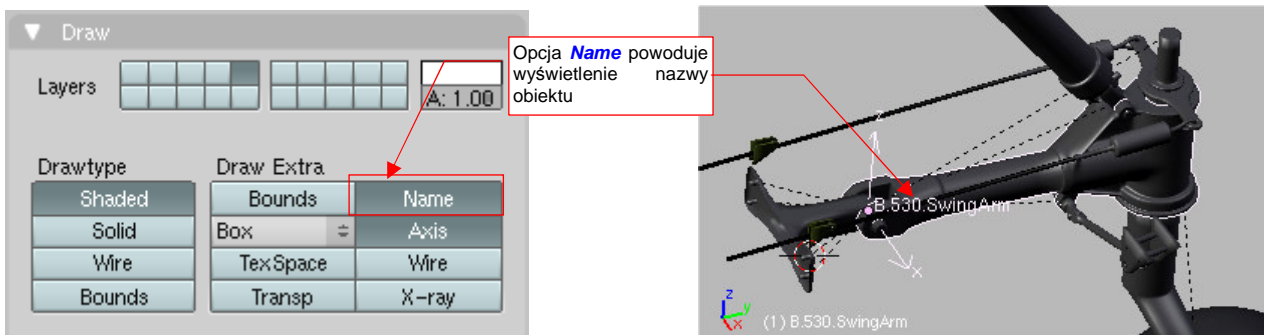 Draw
Layers
A: 1.00
Drawtype
Draw Extra
Shaded
Bounds
Name
Solid
Box
Axis
Wire
TexSpace
Wire
Bounds
Transp
X-ray
Opcja Name powoduje
wyświetlenie nazwy
obiektu
z
B.530.SwingArm
x
z
y
x
(1) B.530.SwingArm